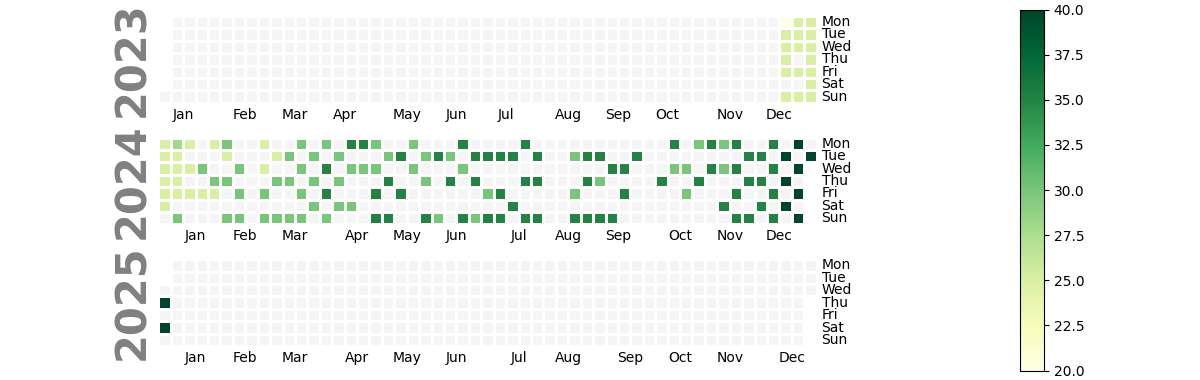 2023
Mon
Tue
Wed
Thu
Fri
Sat
Sun
Jan Feb Mar Apr May Jun Jul Aug Sep Oct Nov Dec
2024
Mon
Tue
Wed
Thu
Fri
Sat
Sun
Jan Feb Mar Apr May Jun Jul Aug Sep Oct Nov Dec
2025
Mon
Tue
Wed
Thu
Fri
Sat
Sun
Jan Feb Mar Apr May Jun Jul Aug Sep Oct Nov Dec
40.0
37.5
35.0
32.5
30.0
27.5
25.0
22.5
20.0